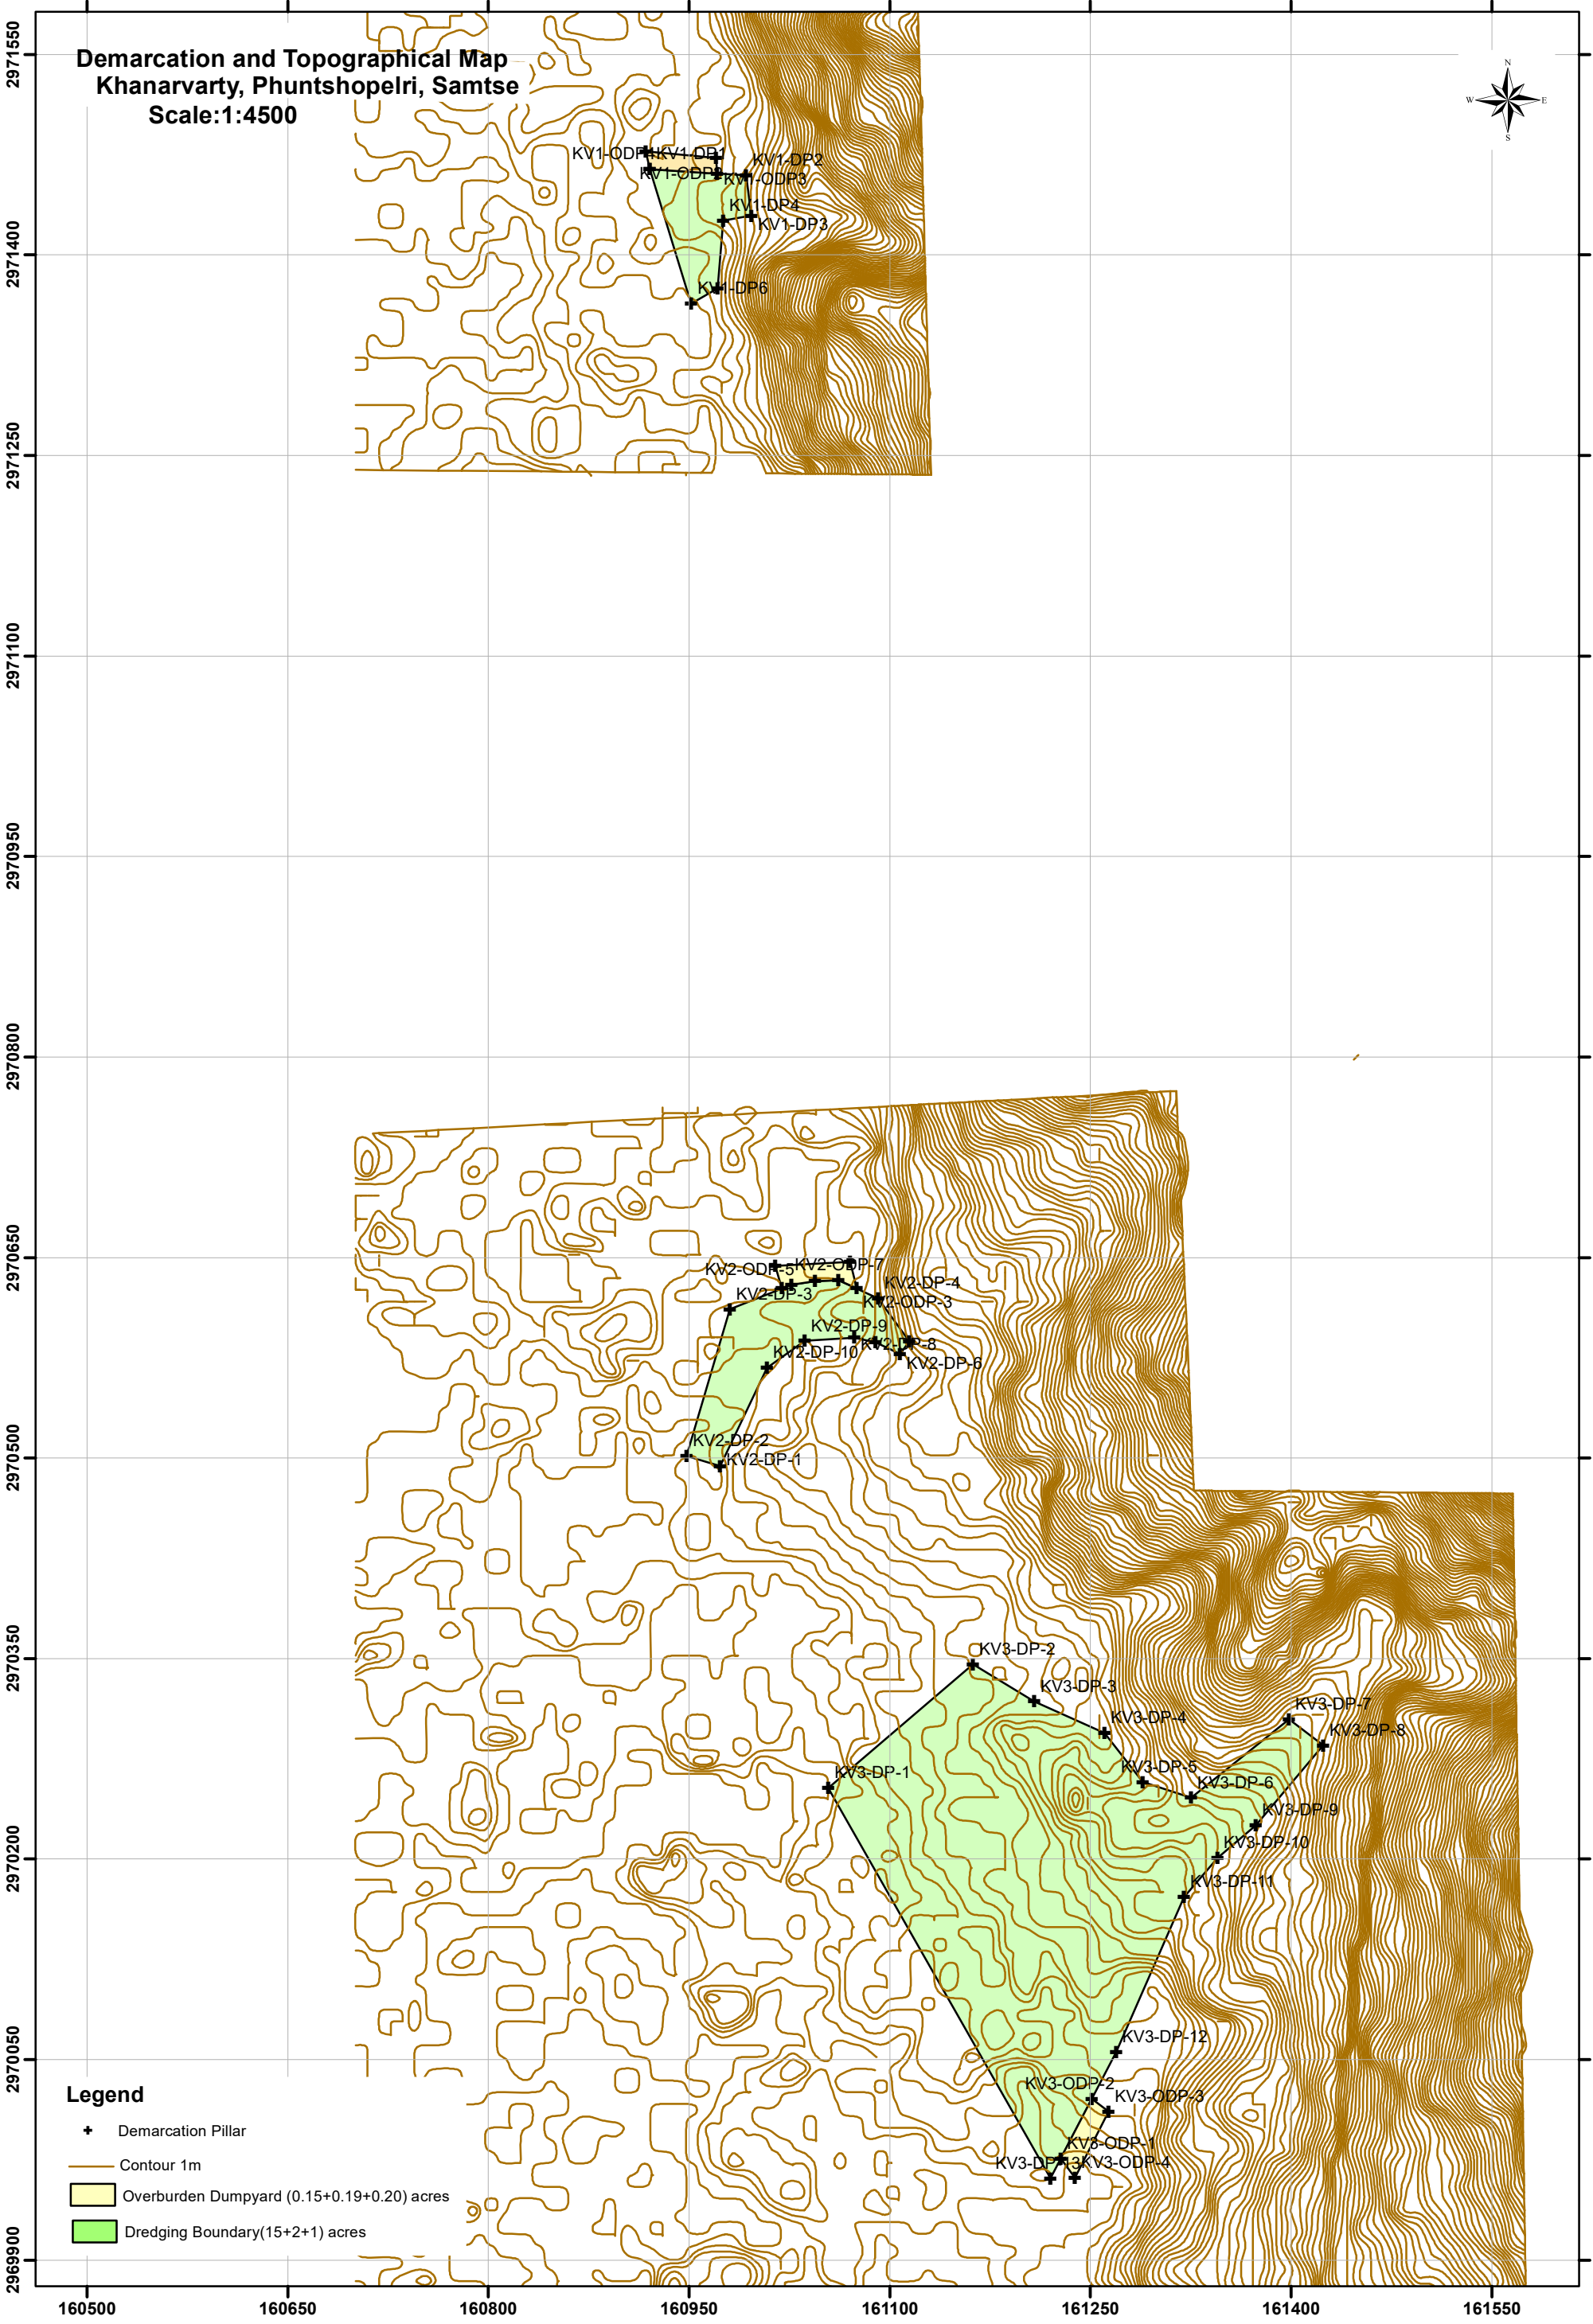 Demarcation and Topographical Map
Khanarvarty, Phuntshopelri, Samtse
Scale:1:4500
N
W
E
S
2971550
2971400
2971250
2971100
2970950
2970800
2970650
2970500
2970350
2970200
2970050
2969900
KV1-DP1
KV1-DP2
KV1-ODP3
KV1-DP4
KV1-DP3
KV1-DP6
KV2-ODP-5
KV2-ODP-7
KV2-DP-3
KV2-DP-4
KV2-ODP-3
KV2-DP-9
KV2-DP-8
KV2-DP-10
KV2-DP-6
KV2-DP-2
KV2-DP-1
KV3-DP-2
KV3-DP-3
KV3-DP-4
KV3-DP-7
KV3-DP-8
KV3-DP-1
KV3-DP-5
KV3-DP-6
KV3-DP-9
KV3-DP-10
KV3-DP-11
KV3-DP-12
KV3-ODP-2
KV3-ODP-3
KV3-ODP-1
KV3-DP-13
KV3-ODP-4
Legend
Demarcation Pillar
Contour 1m
Overburden Dumpyard (0.15+0.19+0.20) acres
Dredging Boundary(15+2+1) acres
160500
160650
160800
160950
161100
161250
161400
161550